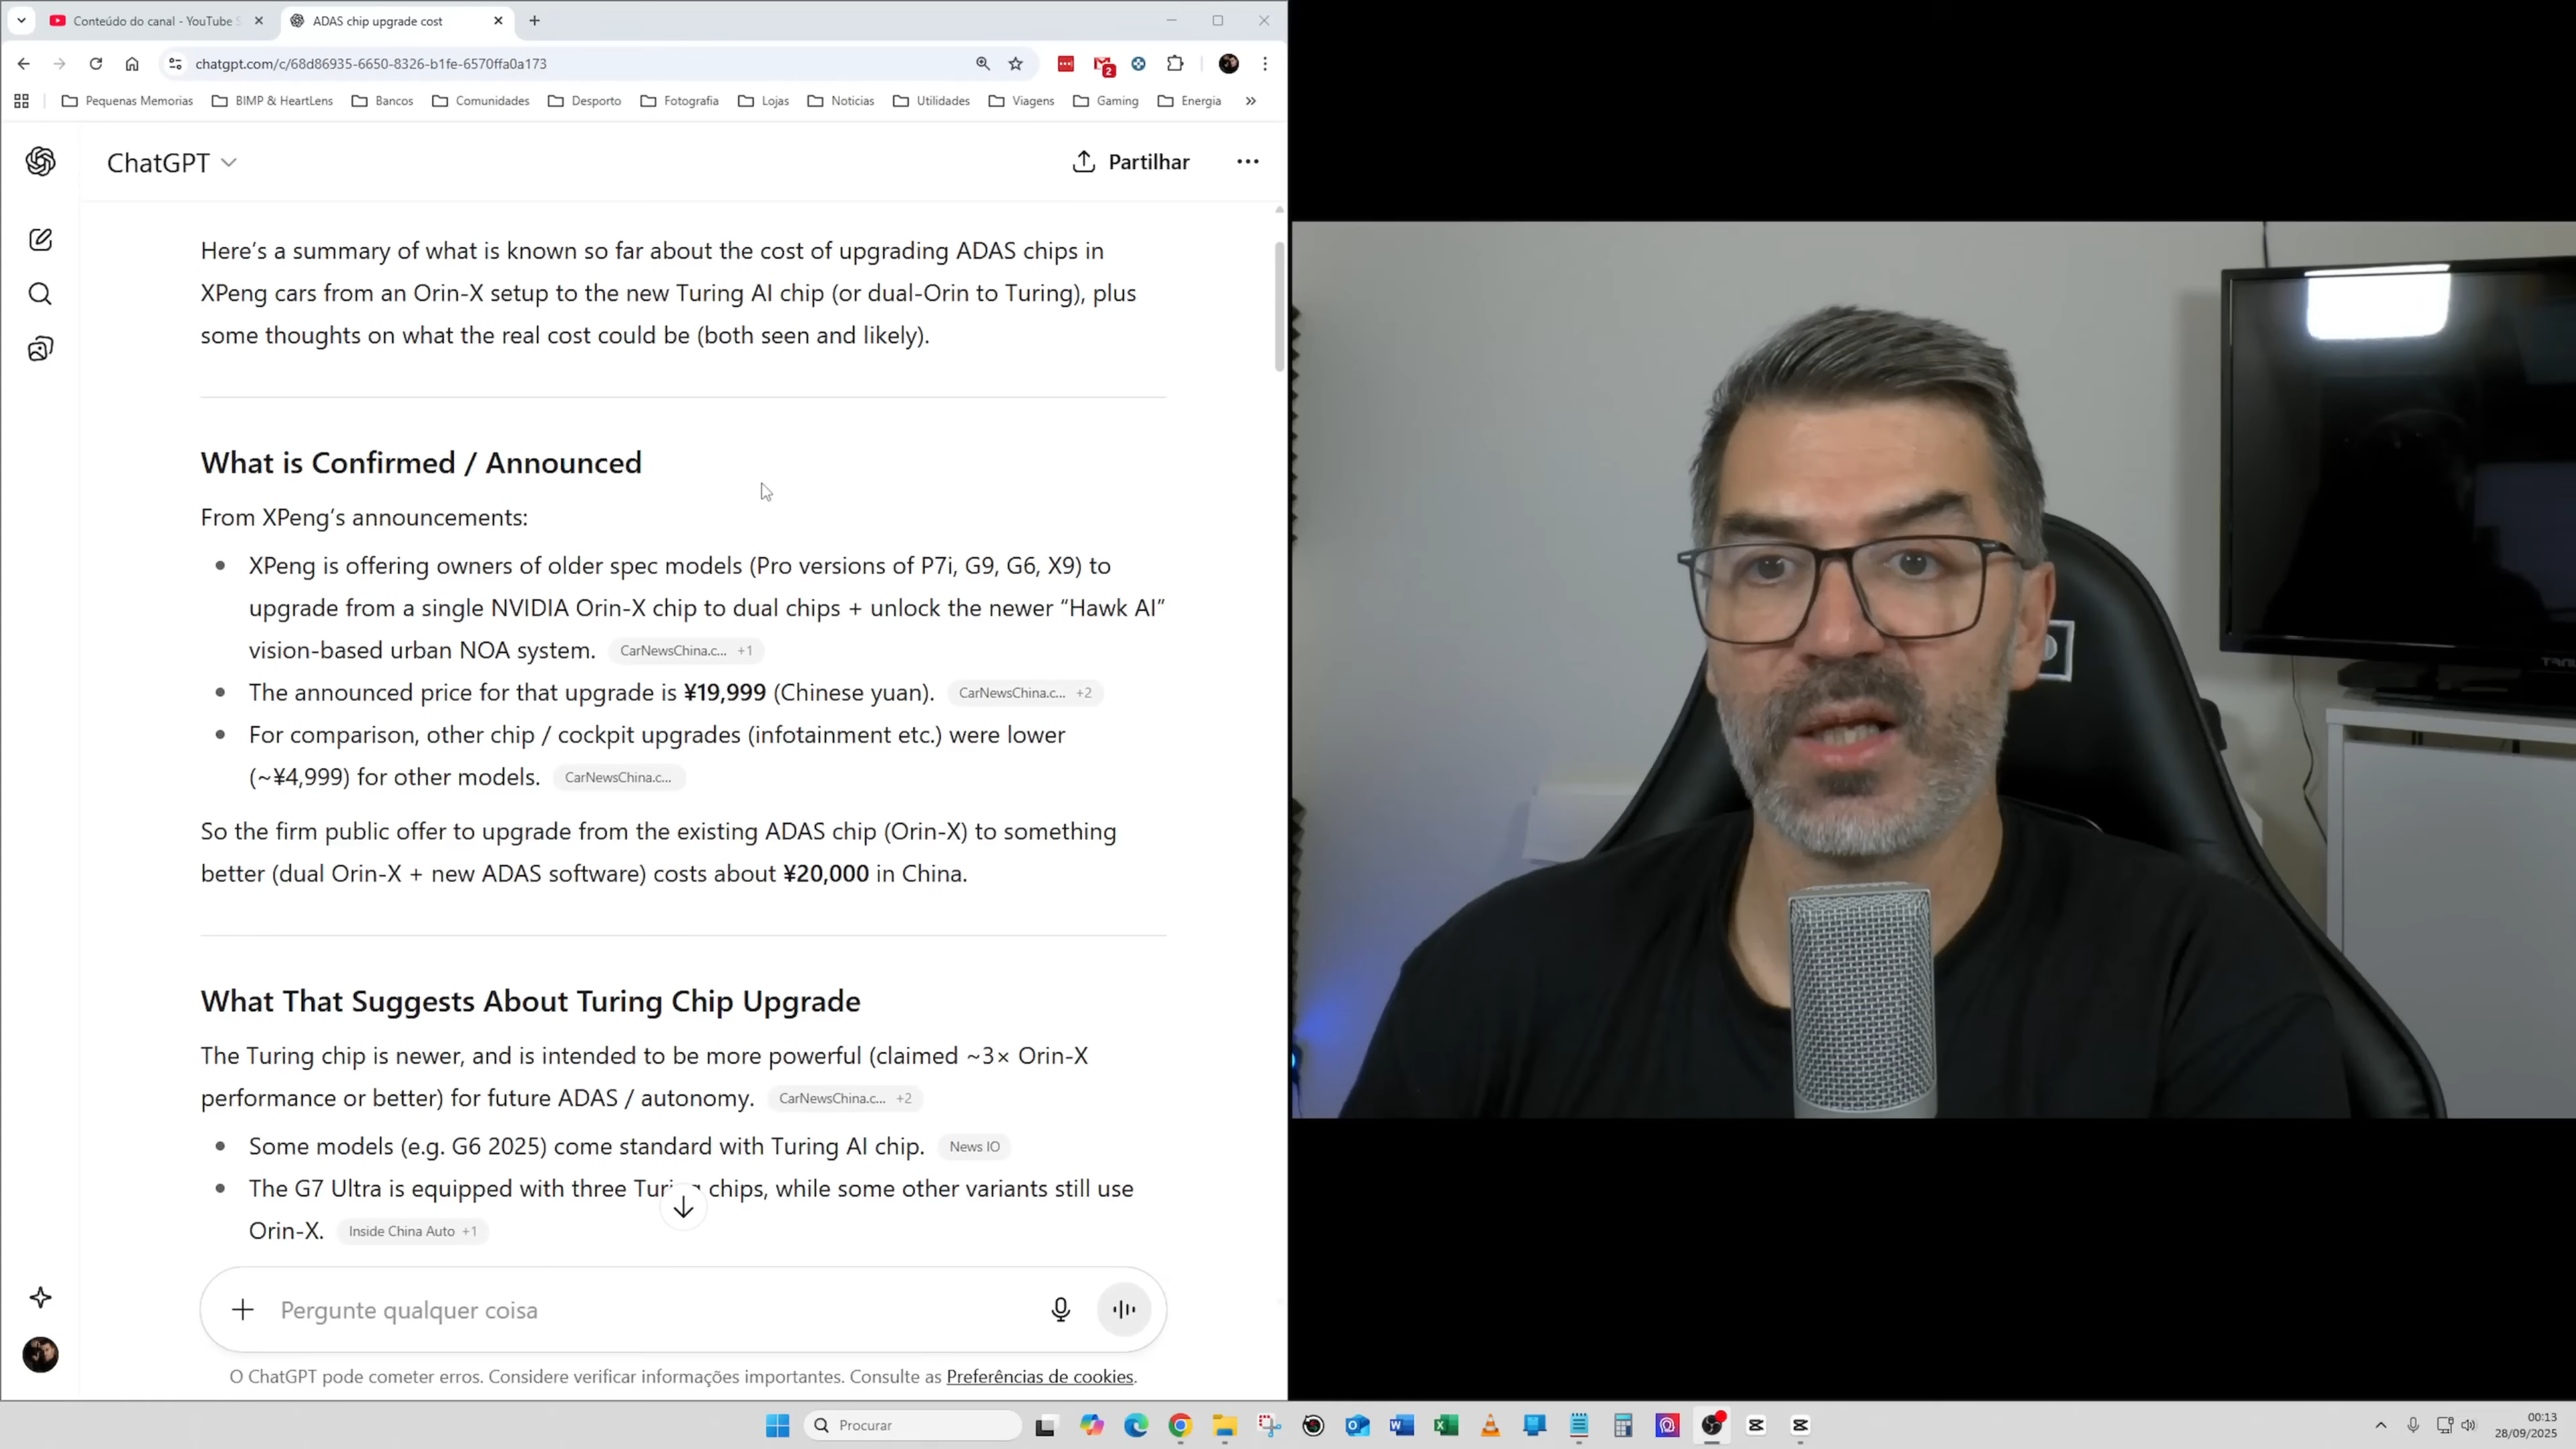 Conteúdo do canal - YouTube S
ADAS chip upgrade cost
chatgpt.com/c/68d86935-6650-8326-b1fe-6570ffa0a173
2
Pequenas Memorias
BIMP & HeartLens
Bancos
Comunidades
Desporto
Fotografia
Lojas
Noticias
Utilidades
Viagens
Gaming
Energia
ChatGPT
Partilhar
Here’s a summary of what is known so far about the cost of upgrading ADAS chips in
XPeng cars from an Orin-X setup to the new Turing AI chip (or dual-Orin to Turing), plus
some thoughts on what the real cost could be (both seen and likely).
What is Confirmed / Announced
From XPeng’s announcements:
XPeng is offering owners of older spec models (Pro versions of P7i, G9, G6, X9) to
upgrade from a single NVIDIA Orin-X chip to dual chips + unlock the newer “Hawk AI”
vision-based urban NOA system. CarNewsChina.c... +1
The announced price for that upgrade is ¥19,999 (Chinese yuan). CarNewsChina.c... +2
For comparison, other chip / cockpit upgrades (infotainment etc.) were lower
(~¥4,999) for other models. CarNewsChina.c...
So the firm public offer to upgrade from the existing ADAS chip (Orin-X) to something
better (dual Orin-X + new ADAS software) costs about ¥20,000 in China.
What That Suggests About Turing Chip Upgrade
The Turing chip is newer, and is intended to be more powerful (claimed ~3× Orin-X
performance or better) for future ADAS / autonomy. CarNewsChina.c... +2
Some models (e.g. G6 2025) come standard with Turing AI chip. News IO
The G7 Ultra is equipped with three Turing chips, while some other variants still use
Orin-X. Inside China Auto +1
Pergunte qualquer coisa
O ChatGPT pode cometer erros. Considere verificar informações importantes. Consulte as Preferências de cookies.
Procurar
00:13
28/09/2025